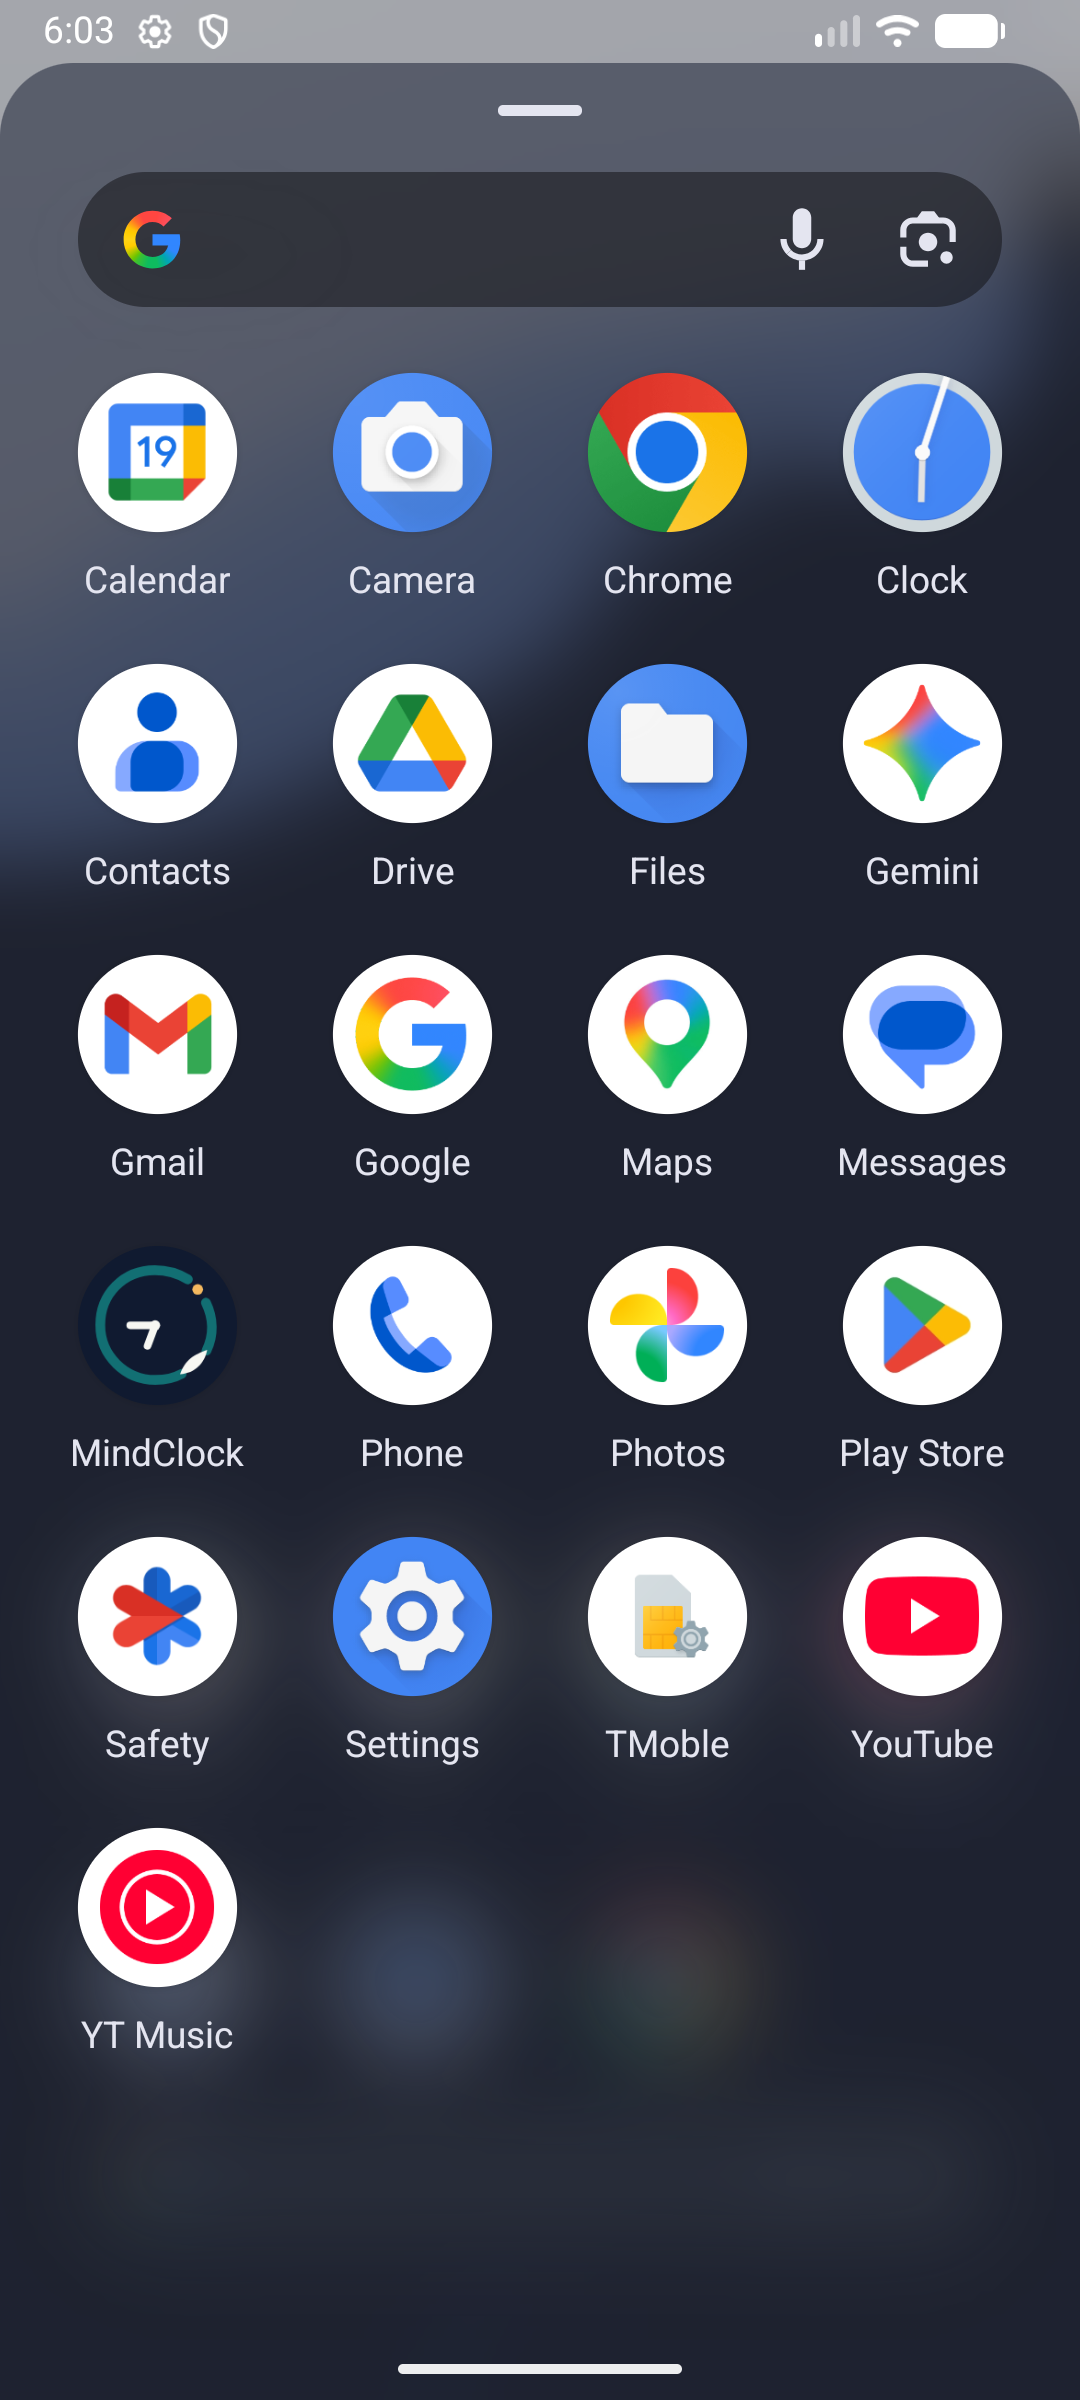 6:03
19
Calendar
Camera
Chrome
Clock
Contacts
Drive
Files
Gemini
Gmail
Google
Maps
Messages
MindClock
Phone
Photos
Play Store
Safety
Settings
TMoble
YouTube
YT Music